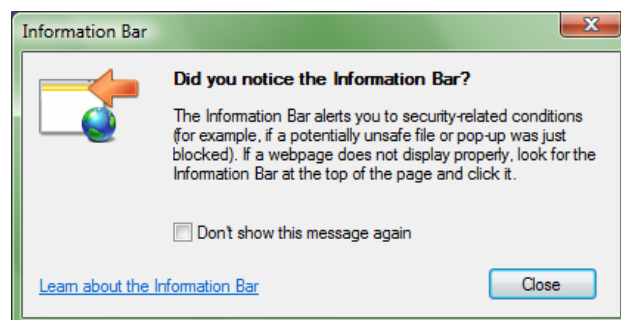 Information Bar
Did you notice the Information Bar?
The Information Bar alerts you to security-related conditions
(for example, if a potentially unsafe file or pop-up was just
blocked). If a webpage does not display properly, look for the
Information Bar at the top of the page and click it.
Don't show this message again
Learn about the Information Bar
Close